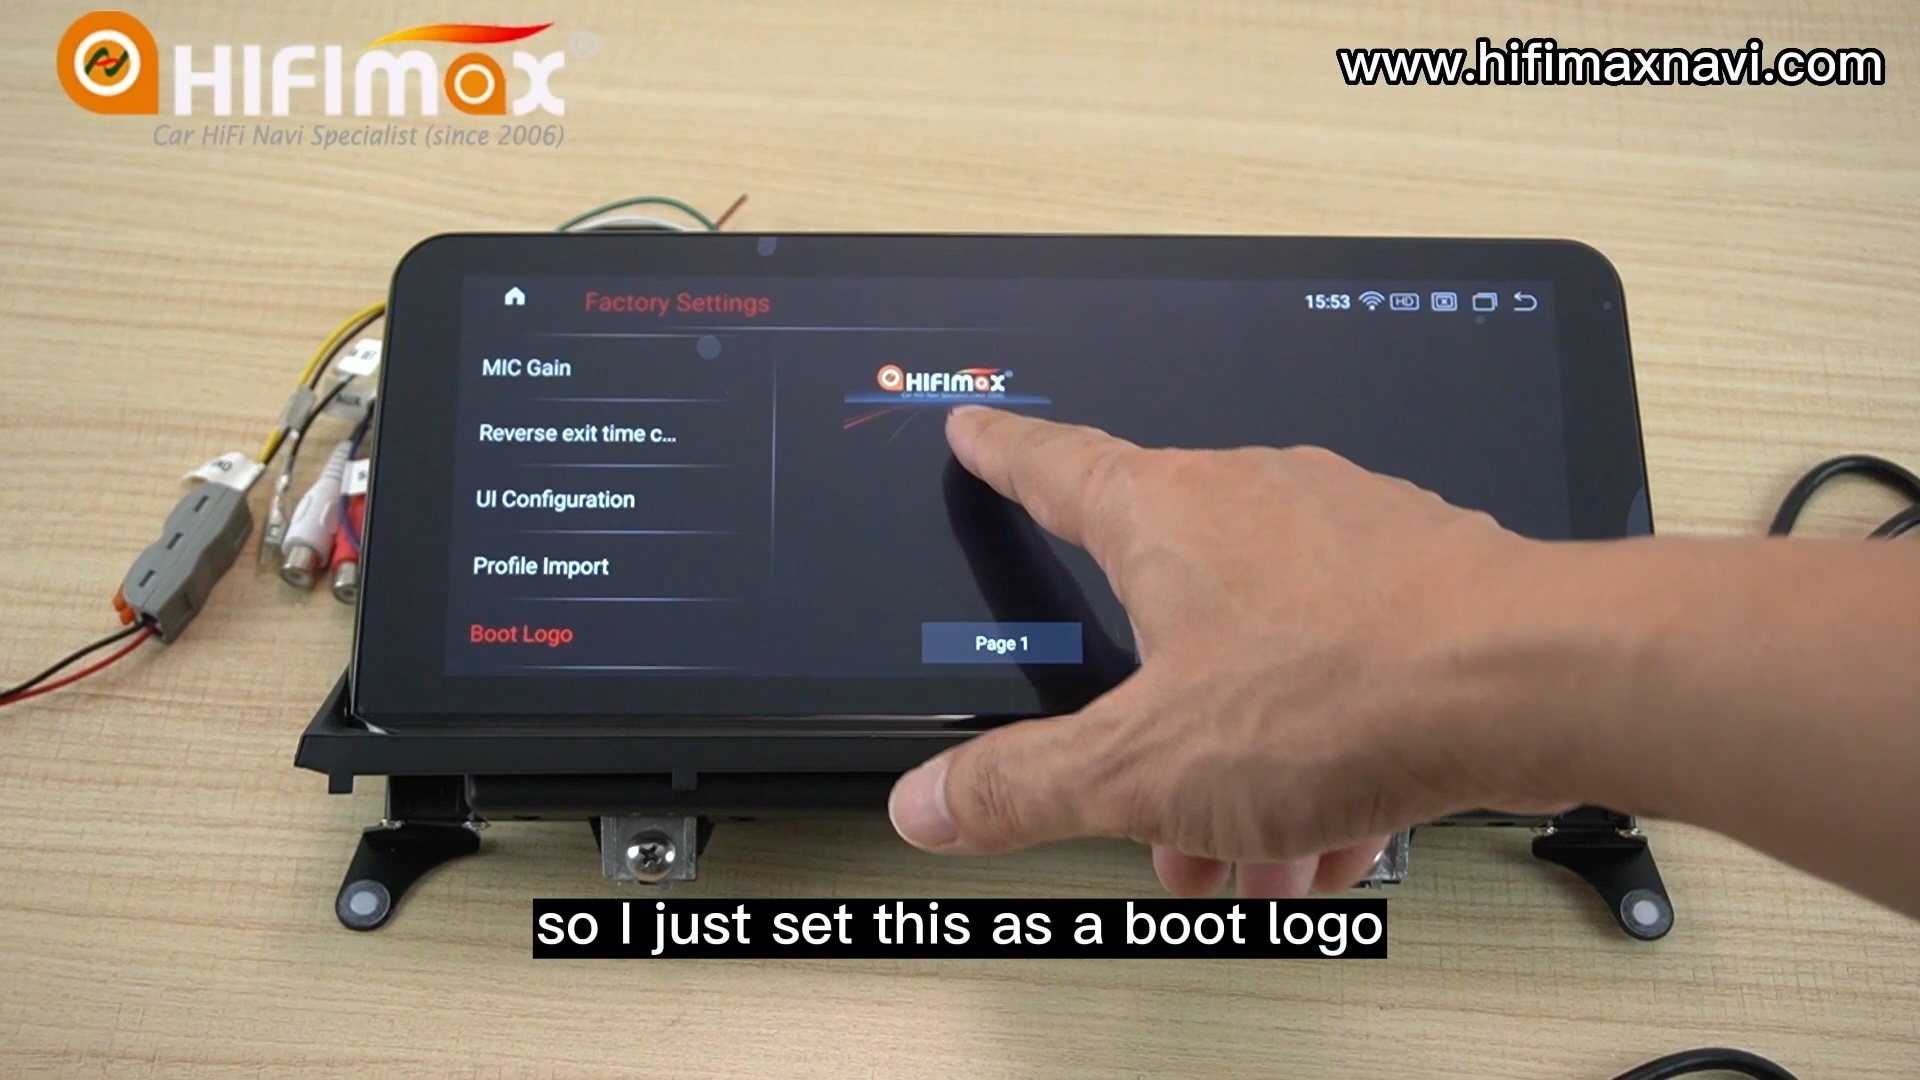 HIFIMAX®
Car HiFi Navi Specialist (since 2006)
www.hifimaxnavi.com
Factory Settings
15:53
HD
MIC Gain
HIFIMAX®
Reverse exit time c...
UI Configuration
Profile Import
Boot Logo
Page 1
AUX
so I just set this as a boot logo